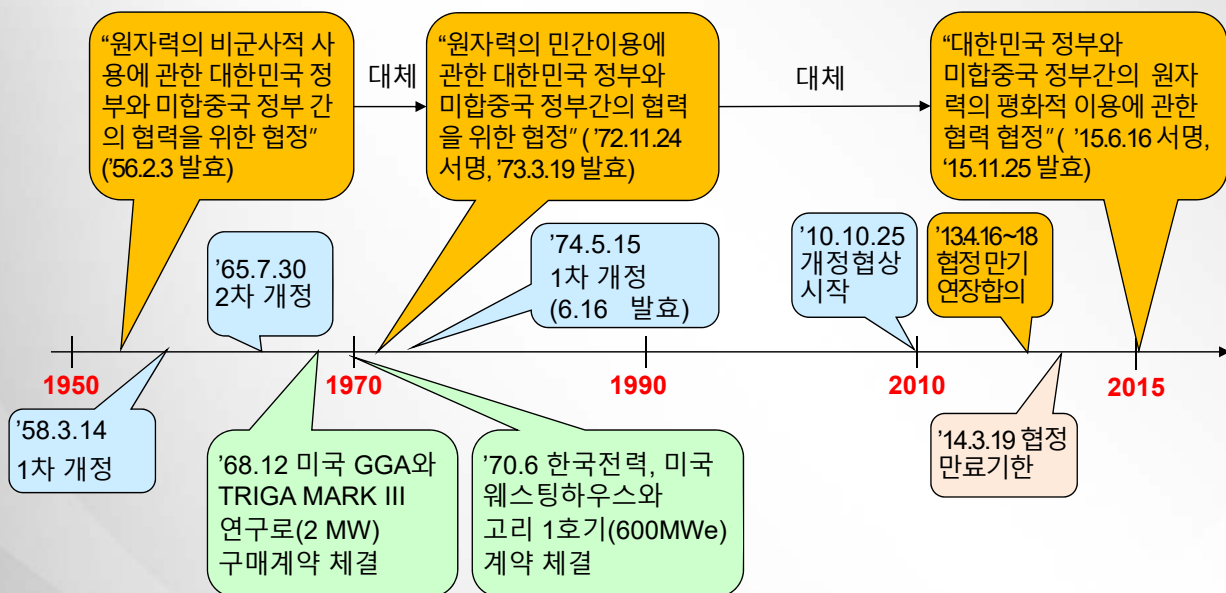 “원자력의 비군사적 사
용에 관한 대한민국 정
부와 미합중국 정부 간
의 협력을 위한 협정”
(’56.2.3 발효)
대체
“원자력의 민간이용에
관한 대한민국 정부와
미합중국 정부간의 협력
을 위한 협정” ( ’72.11.24
서명, ’73.3.19 발효)
대체
“대한민국 정부와
미합중국 정부간의 원자
력의 평화적 이용에 관한
협력 협정” ( ’15.6.16 서명,
‘15.11.25 발효)
’65.7.30
2차 개정
’74.5.15
1차 개정
(6.16 발효)
’10.10.25
개정협상
시작
’13.4.16~18
협정만기
연장합의
1950
1970
1990
2010
2015
’58.3.14
1차 개정
’68.12 미국 GGA와
TRIGA MARK III
연구로(2 MW)
구매계약 체결
’70.6 한국전력, 미국
웨스팅하우스와
고리 1호기(600MWe)
계약 체결
’14.3.19 협정
만료기한